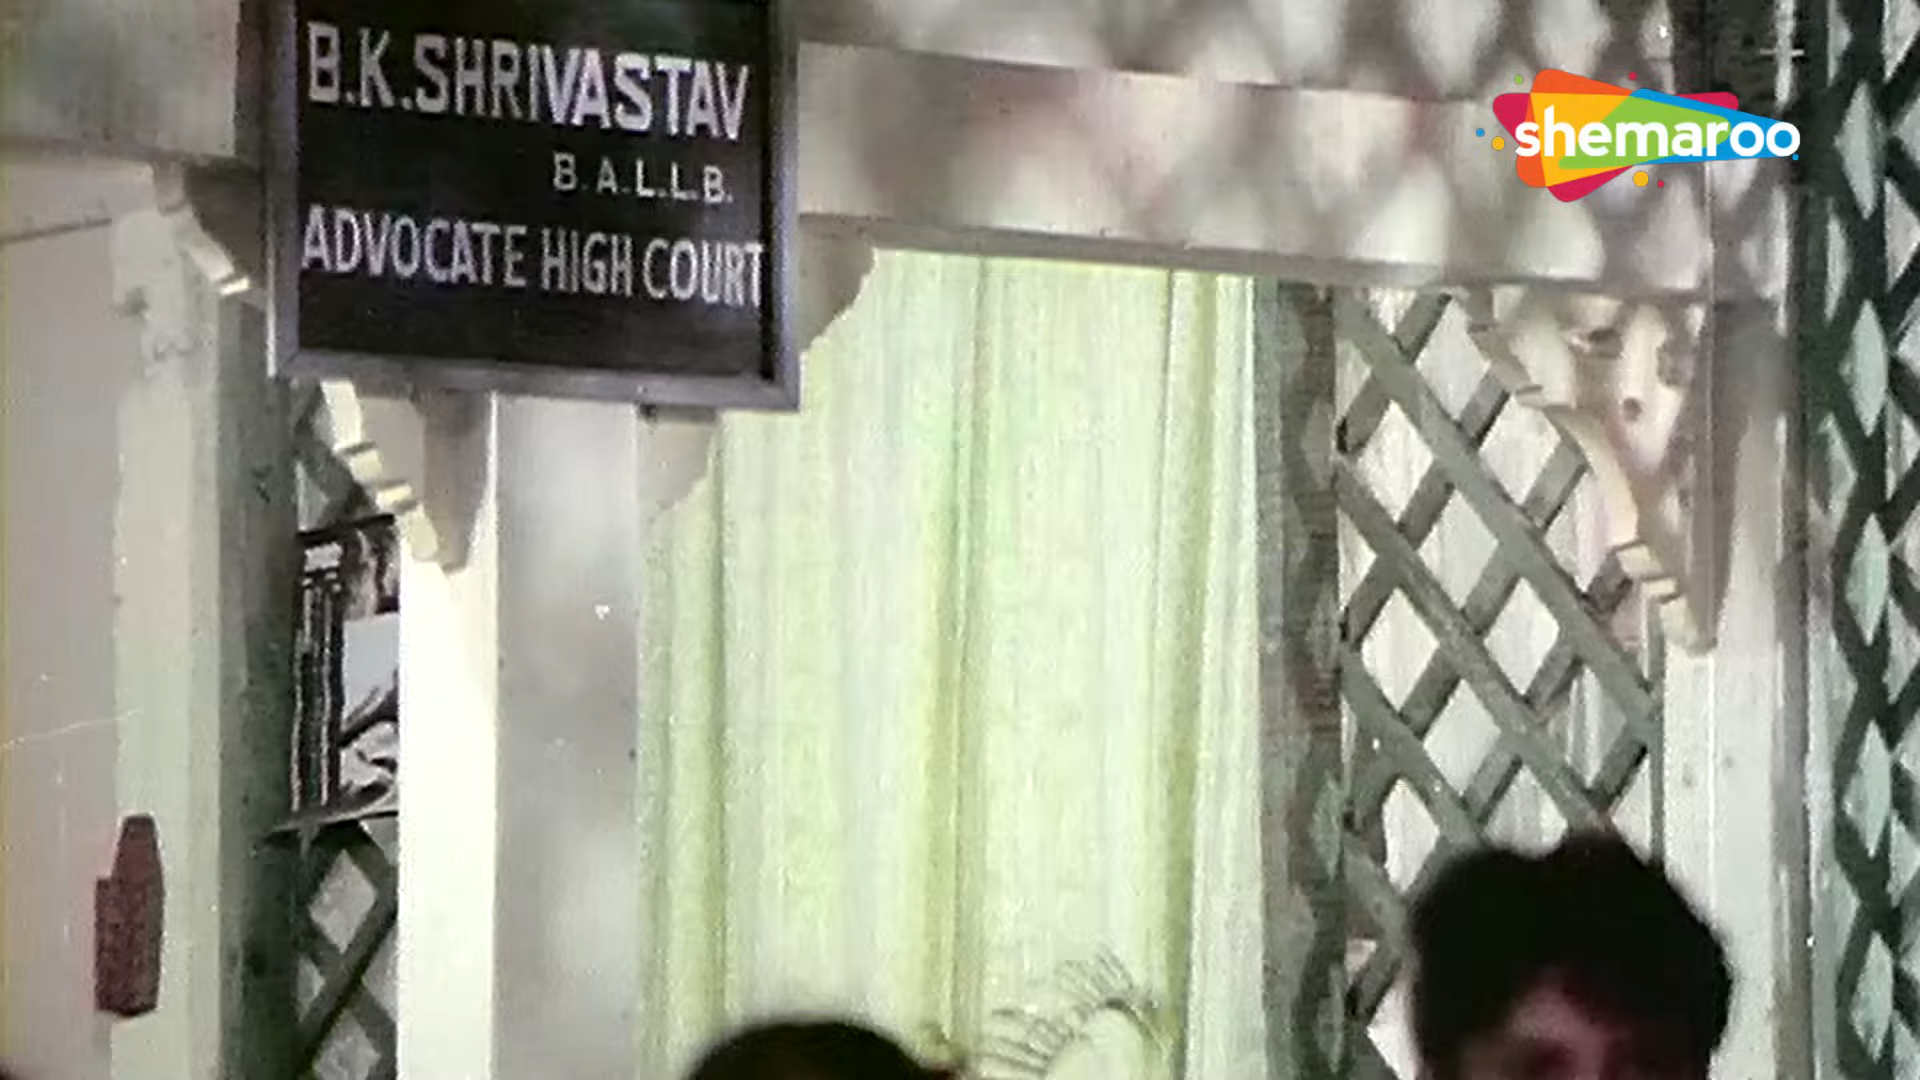 B.K.SHRIVASTAV
B.A.L.L.B.
ADVOCATE HIGH COURT
shemaroo